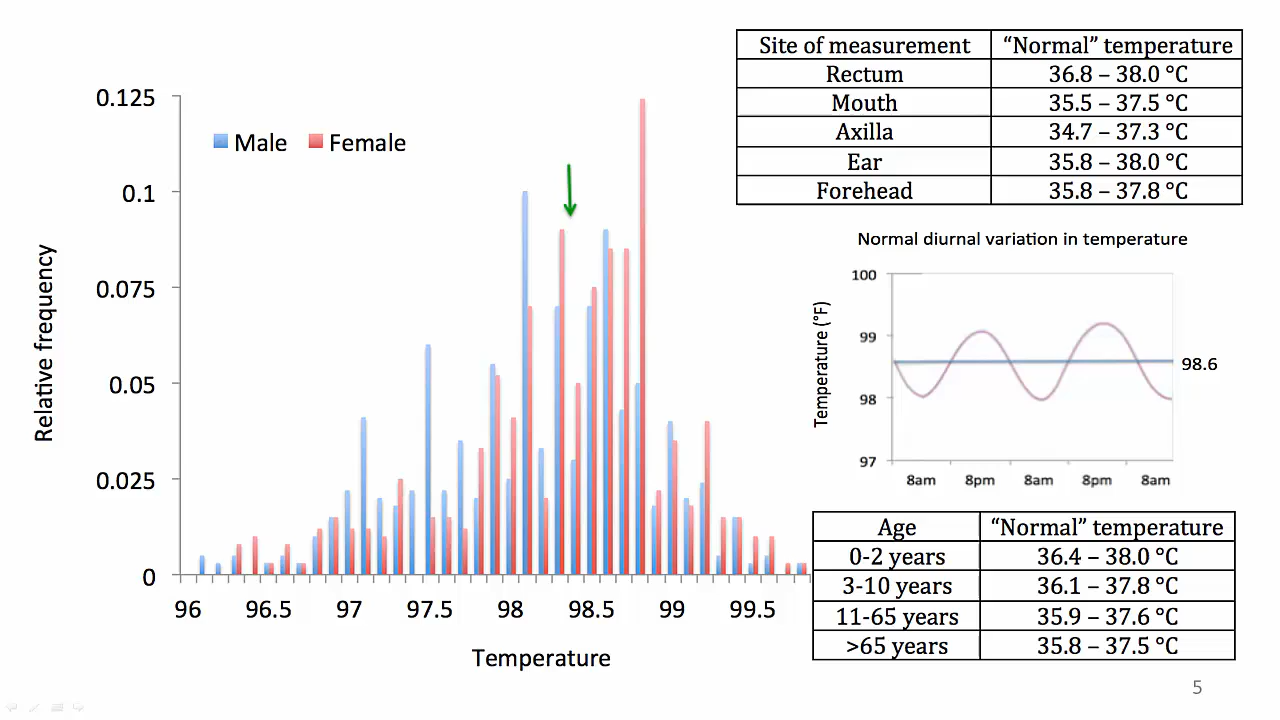 Site of measurement “Normal” temperature
Rectum 36.8 – 38.0 °C
Mouth 35.5 – 37.5 °C
Axilla 34.7 – 37.3 °C
Ear 35.8 – 38.0 °C
Forehead 35.8 – 37.8 °C
0.125
0.1
0.075
0.05
0.025
0
Relative frequency
Male Female
96 96.5 97 97.5 98 98.5 99 99.5
Temperature
Normal diurnal variation in temperature
100
99
98
97
Temperature (°F)
98.6
8am 8pm 8am 8pm 8am
Age “Normal” temperature
0-2 years 36.4 – 38.0 °C
3-10 years 36.1 – 37.8 °C
11-65 years 35.9 – 37.6 °C
>65 years 35.8 – 37.5 °C
5